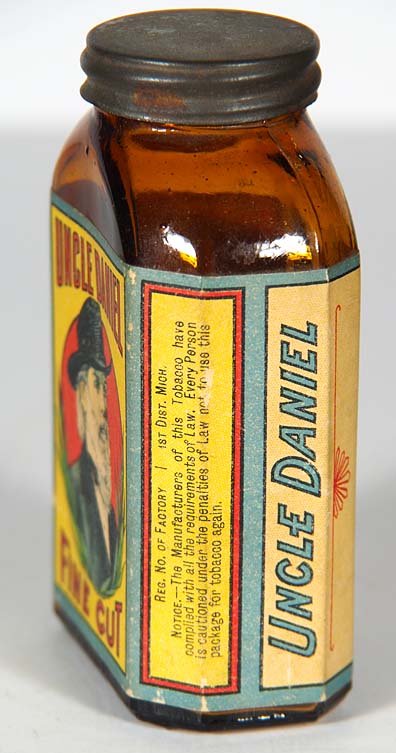 UNCLE DANIEL
FINE CUT
REG. NO. OF FACTORY 1 1ST DIST. MICH.
NOTICE.—The Manufacturers of this Tobacco have
complied with all the requirements of Law. Every Person
is cautioned under the penalties of Law not to use this
package for tobacco again.
UNCLE DANIEL